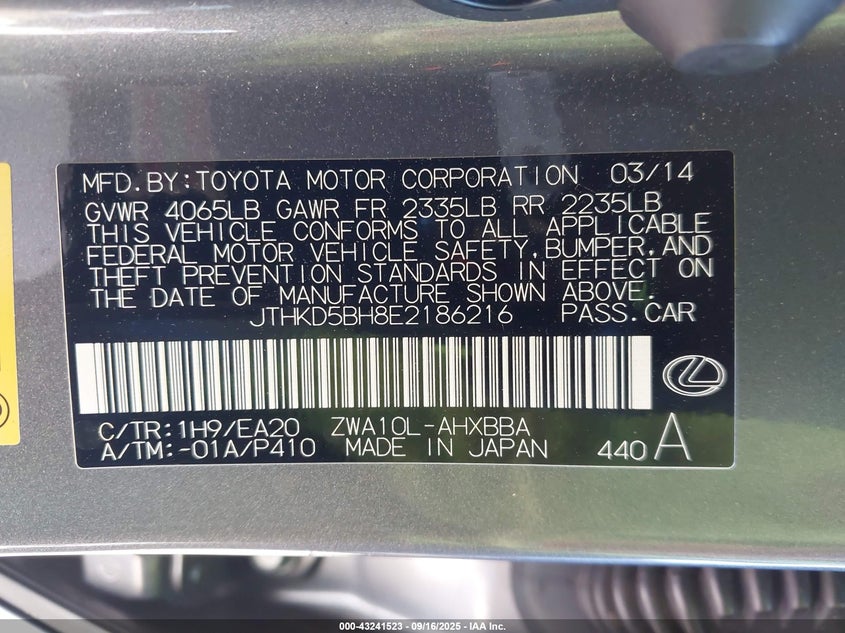 MFD.BY:TOYOTA MOTOR CORPORATION 03/14
GVWR 4065LB GAWR FR 2335LB RR 2235LB
THIS VEHICLE CONFORMS TO ALL APPLICABLE
FEDERAL MOTOR VEHICLE SAFETY,BUMPER,AND
THEFT PREVENTION STANDARDS IN EFFECT ON
THE DATE OF MANUFACTURE SHOWN ABOVE.
JTHKD5BH8E2186216 PASS.CAR
C/TR:1H9/EA20 ZWA10L-AHXBBA
A/TM:-01A/P410 MADE IN JAPAN 440 A
000-43241523 - 09/16/2025 - IAA Inc.